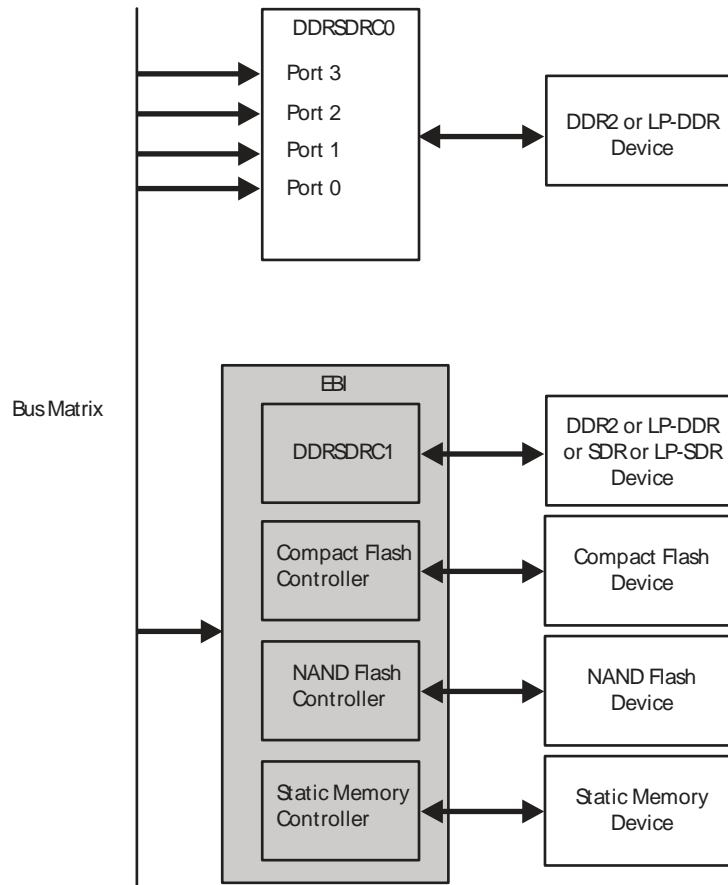 DDRSDRC0
Port 3
Port 2
Port 1
Port 0
DDR2 or LP-DDR
Device
Bus Matrix
EBI
DDRSDRC1
DDR2 or LP-DDR
or SDR or LP-SDR
Device
Compact Flash
Controller
Compact Flash
Device
NAND Flash
Controller
NAND Flash
Device
Static Memory
Controller
Static Memory
Device